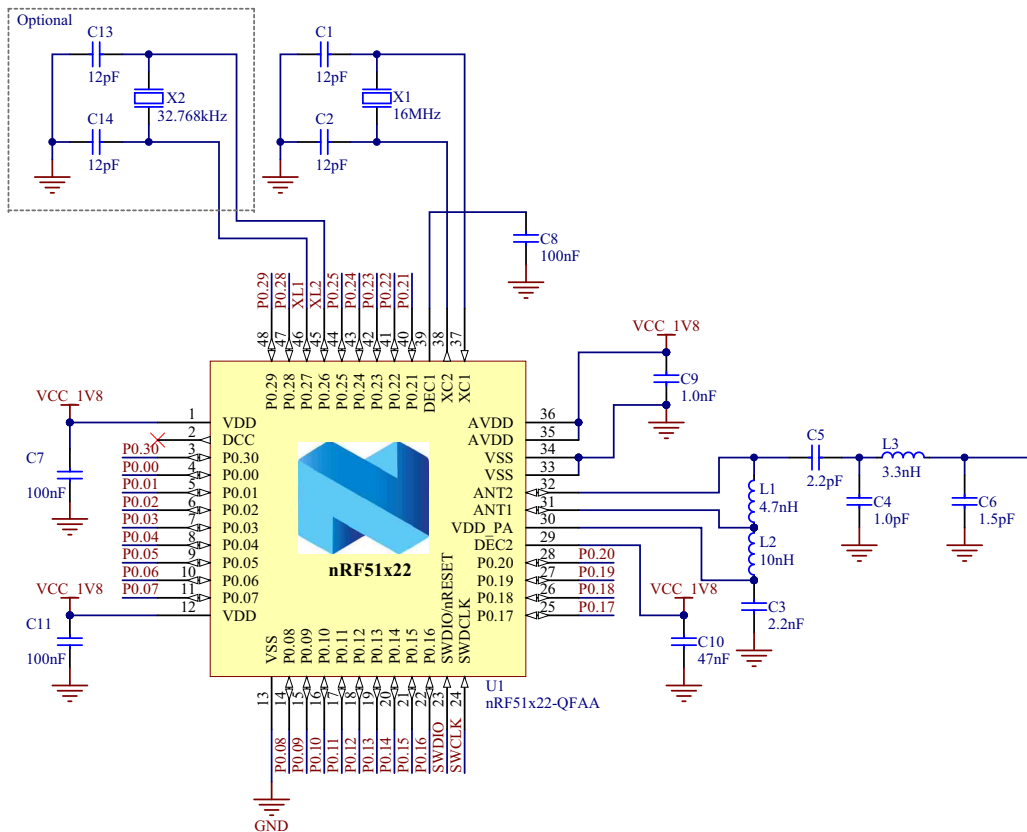 Optional
C13
12pF
X2
32.768kHz
C14
12pF
C1
12pF
X1
16MHz
C2
12pF
C8
100nF
P0.29
P0.28
XL1
XL2
P0.25
P0.24
P0.23
P0.22
P0.21
48
47
46
45
44
43
42
41
40
39
38
37
P0.29
P0.28
P0.27
P0.26
P0.25
P0.24
P0.23
P0.22
P0.21
DEC1
XC2
XC1
VCC_1V8
C9
1.0nF
VCC_1V8
C7
100nF
1 VDD
2 DCC
P0.30 3 P0.30
P0.00 4 P0.00
P0.01 5 P0.01
P0.02 6 P0.02
P0.03 7 P0.03
P0.04 8 P0.04
P0.05 9 P0.05
P0.06 10 P0.06
P0.07 11 P0.07
12 VDD
VCC_1V8
C11
100nF
nRF51x22
AVDD 36
AVDD 35
VSS 34
VSS 33
ANT2 32
ANT1 31
VDD_PA 30
DEC2 29
P0.20 28 P0.20
P0.19 27 P0.19
P0.18 26 P0.18
P0.17 25 P0.17
C5
2.2pF
L3
3.3nH
C4
1.0pF
C6
1.5pF
L1
4.7nH
L2
10nH
C3
2.2nF
VCC_1V8
C10
47nF
VSS
P0.08
P0.09
P0.10
P0.11
P0.12
P0.13
P0.14
P0.15
P0.16
SWDIO/nRESET
SWDCLK
U1
nRF51x22-QFAA
13
14
15
16
17
18
19
20
21
22
23
24
P0.08
P0.09
P0.10
P0.11
P0.12
P0.13
P0.14
P0.15
P0.16
SWDIO
SWCLK
GND